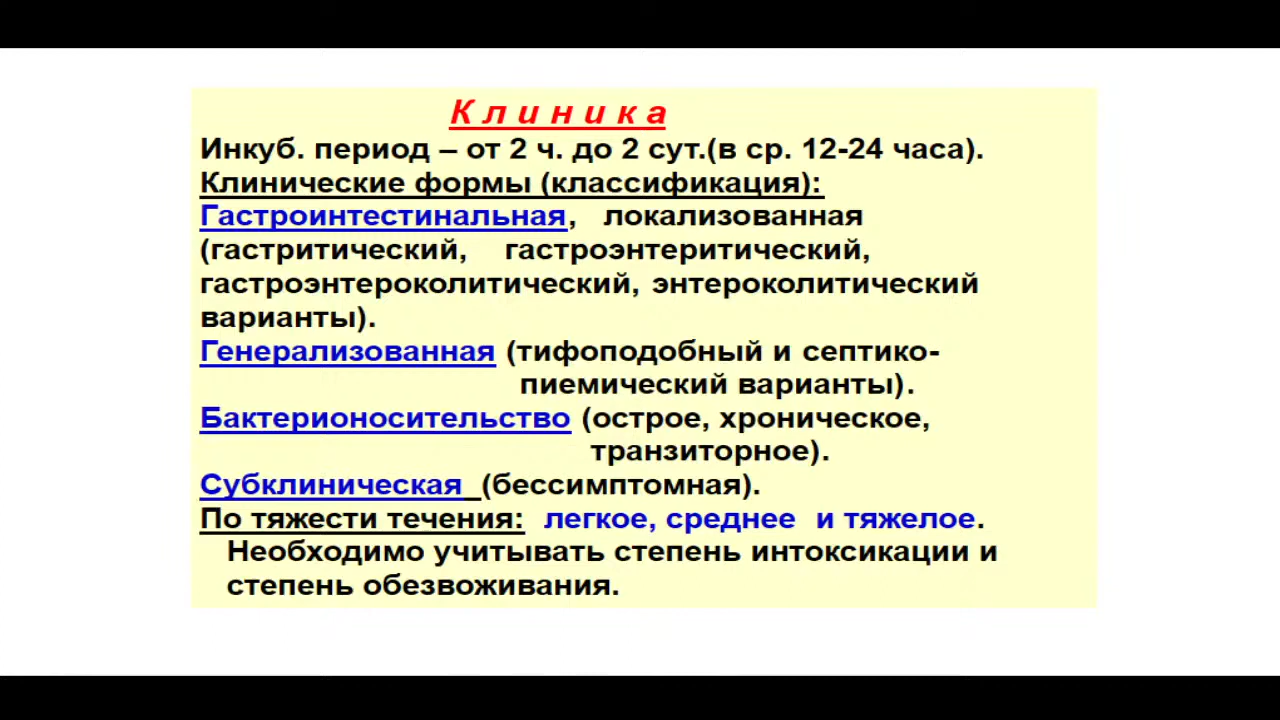 К л и н и к а
Инкуб. период – от 2 ч. до 2 сут.(в ср. 12-24 часа).
Клинические формы (классификация):
Гастроинтестинальная, локализованная
(гастритический, гастроэнтеритический,
гастроэнтероколитический, энтероколитический
варианты).
Генерализованная (тифоподобный и септико-
пиемический варианты).
Бактерионосительство (острое, хроническое,
транзиторное).
Субклиническая (бессимптомная).
По тяжести течения: легкое, среднее и тяжелое.
Необходимо учитывать степень интоксикации и
степень обезвоживания.